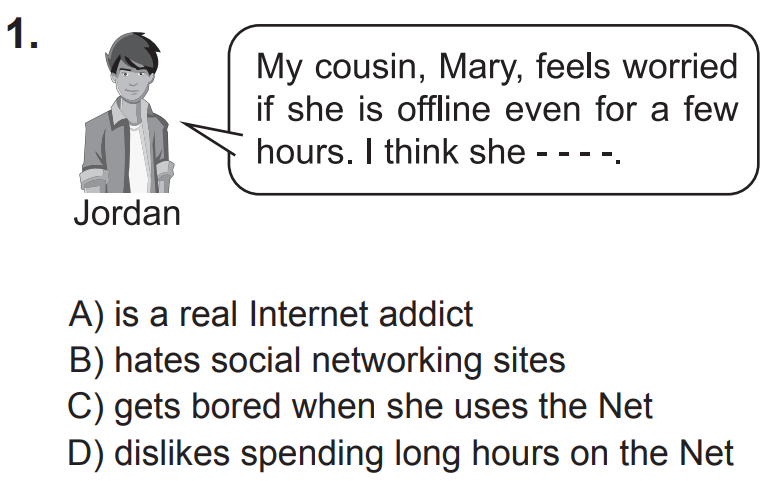 1.
My cousin, Mary, feels worried
if she is offline even for a few
hours. I think she - - - -.
Jordan
A) is a real Internet addict
B) hates social networking sites
C) gets bored when she uses the Net
D) dislikes spending long hours on the Net